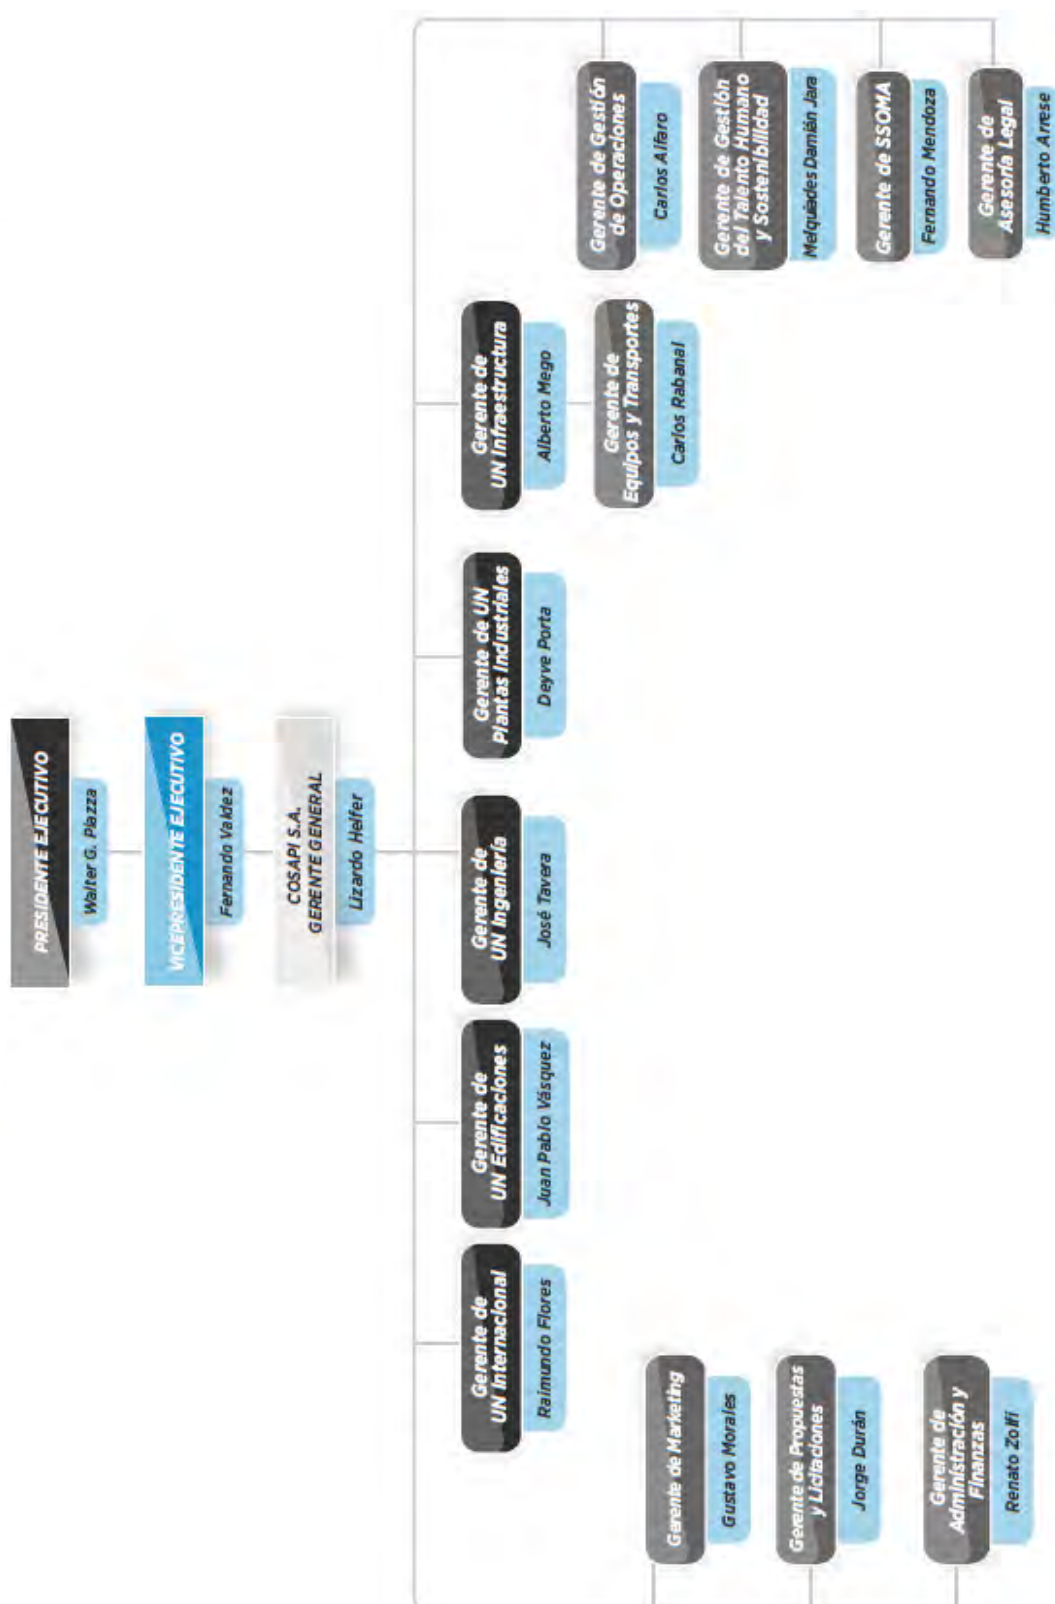 PRESIDENTE EJECUTIVO
Walter G. Piazza
VICEPRESIDENTE EJECUTIVO
Fernando Valdez
COSAPI S.A.
GERENTE GENERAL
Lizardo Helfer
Gerente de
UN Internacional
Raimundo Flores
Gerente de
UN Edificaciones
Juan Pablo Vásquez
Gerente de
UN Ingeniería
José Tavera
Gerente de UN
Plantas Industriales
Deyve Porta
Gerente de
UN Infraestructura
Alberto Mego
Gerente de
Equipos y Transportes
Carlos Rabanal
Gerente de Marketing
Gustavo Morales
Gerente de Propuestas
y Licitaciones
Jorge Durán
Gerente de
Administración y
Finanzas
Renato Zolfi
Gerente de Gestión
de Operaciones
Carlos Alfaro
Gerente de Gestión
del Talento Humano
y Sostenibilidad
Melquiades Damián Jara
Gerente de SSOMA
Fernando Mendoza
Gerente de
Asesoría Legal
Humberto Arrese